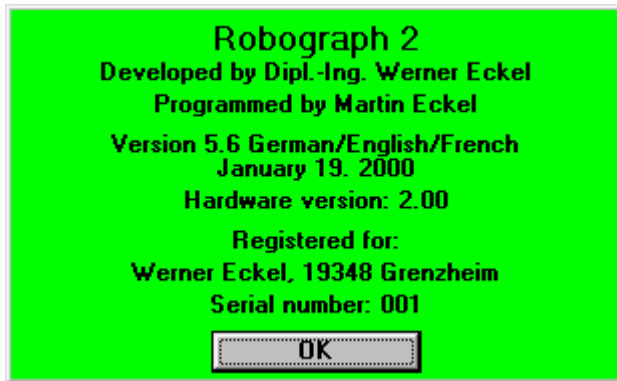 Robograph 2
Developed by Dipl.-Ing. Werner Eckel
Programmed by Martin Eckel
Version 5.6 German/English/French
January 19. 2000
Hardware version: 2.00
Registered for:
Werner Eckel, 19348 Grenzheim
Serial number: 001
OK